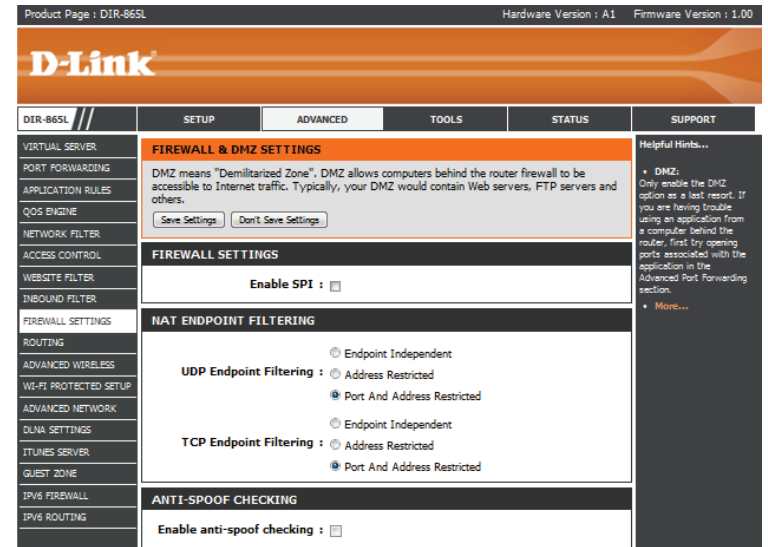 Product Page : DIR-865L Hardware Version : A1 Firmware Version : 1.00
D-Link
DIR-865L SETUP ADVANCED TOOLS STATUS SUPPORT
VIRTUAL SERVER
PORT FORWARDING
APPLICATION RULES
QOS ENGINE
NETWORK FILTER
ACCESS CONTROL
WEBSITE FILTER
INBOUND FILTER
FIREWALL SETTINGS
ROUTING
ADVANCED WIRELESS
WI-FI PROTECTED SETUP
ADVANCED NETWORK
DLNA SETTINGS
ITUNES SERVER
GUEST ZONE
IPV6 FIREWALL
IPV6 ROUTING
FIREWALL & DMZ SETTINGS
DMZ means "Demilitarized Zone". DMZ allows computers behind the router firewall to be
accessible to Internet traffic. Typically, your DMZ would contain Web servers, FTP servers and
others.
Save Settings Don't Save Settings
FIREWALL SETTINGS
Enable SPI :
NAT ENDPOINT FILTERING
UDP Endpoint Filtering :
Endpoint Independent
Address Restricted
Port And Address Restricted
TCP Endpoint Filtering :
Endpoint Independent
Address Restricted
Port And Address Restricted
ANTI-SPOOF CHECKING
Enable anti-spoof checking :
Helpful Hints...
• DMZ:
Only enable the DMZ
option as a last resort. If
you are having trouble
using an application from
a computer behind the
router, first try opening
ports associated with the
application in the
Advanced Port Forwarding
section.
• More...